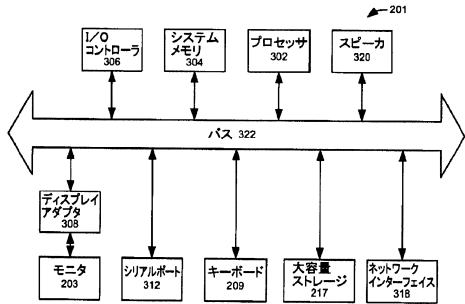 201
I/O
コントローラ
306
システム
メモリ
304
プロセッサ
302
スピーカ
320
バス 322
ディスプレイ
アダプタ
308
モニタ
203
シリアルポート
312
キーボード
209
大容量
ストレージ
217
ネットワーク
インターフェイス
318